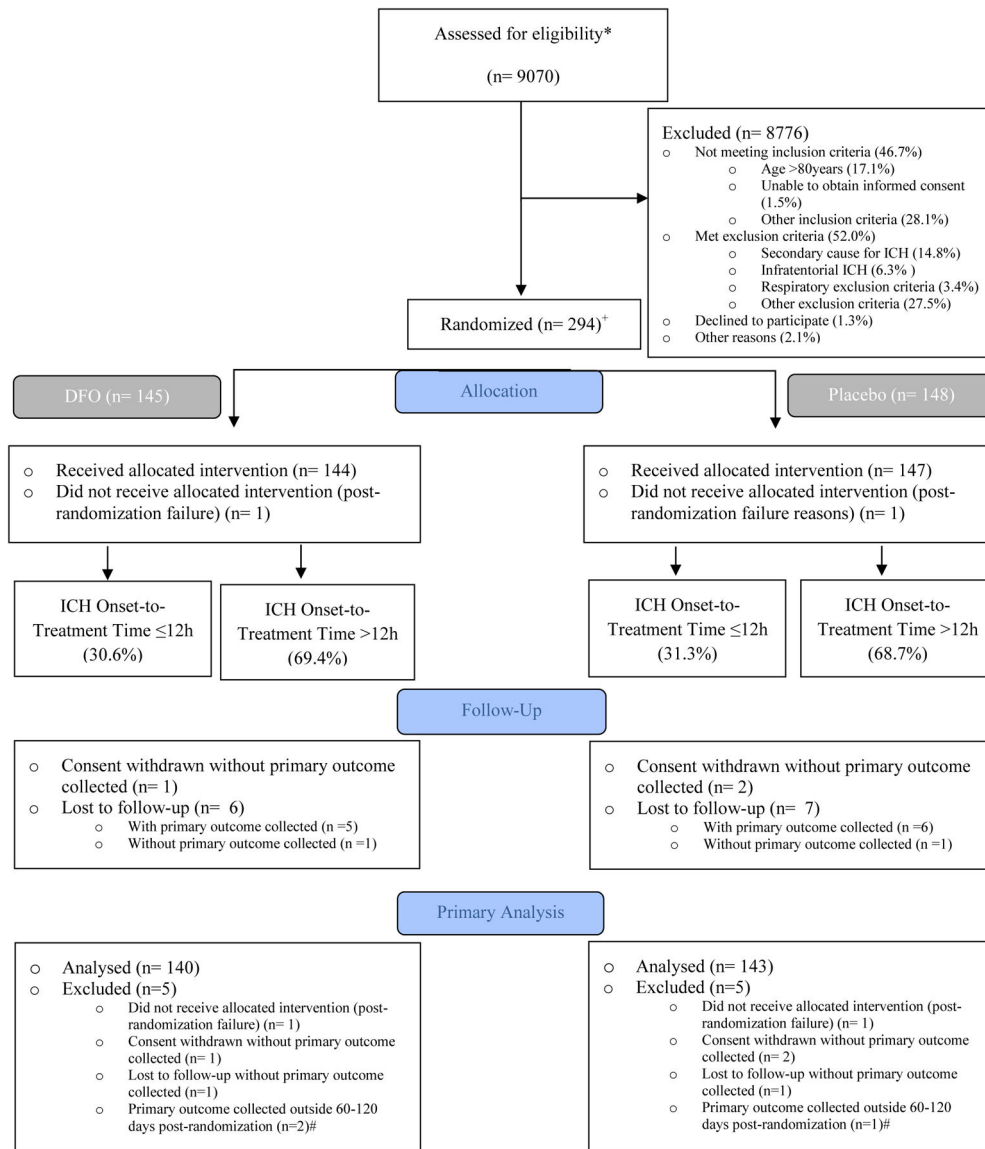 Assessed for eligibility*
(n= 9070)
Excluded (n= 8776)
o Not meeting inclusion criteria (46.7%)
o Age >80years (17.1%)
o Unable to obtain informed consent
(1.5%)
o Other inclusion criteria (28.1%)
o Met exclusion criteria (52.0%)
o Secondary cause for ICH (14.8%)
o Infratentorial ICH (6.3% )
o Respiratory exclusion criteria (3.4%)
o Other exclusion criteria (27.5%)
o Declined to participate (1.3%)
o Other reasons (2.1%)
Randomized (n= 294)+
DFO (n= 145)
Allocation
Placebo (n= 148)
o Received allocated intervention (n= 144)
o Did not receive allocated intervention (post-
randomization failure) (n= 1)
o Received allocated intervention (n= 147)
o Did not receive allocated intervention (post-
randomization failure reasons) (n= 1)
ICH Onset-to-
Treatment Time ≤12h
(30.6%)
ICH Onset-to-
Treatment Time >12h
(69.4%)
ICH Onset-to-
Treatment Time ≤12h
(31.3%)
ICH Onset-to-
Treatment Time >12h
(68.7%)
Follow-Up
o Consent withdrawn without primary outcome
collected (n= 1)
o Lost to follow-up (n= 6)
o With primary outcome collected (n =5)
o Without primary outcome collected (n =1)
o Consent withdrawn without primary outcome
collected (n= 2)
o Lost to follow-up (n= 7)
o With primary outcome collected (n =6)
o Without primary outcome collected (n =1)
Primary Analysis
o Analysed (n= 140)
o Excluded (n=5)
o Did not receive allocated intervention (post-
randomization failure) (n= 1)
o Consent withdrawn without primary outcome
collected (n= 1)
o Lost to follow-up without primary outcome
collected (n=1)
o Primary outcome collected outside 60-120
days post-randomization (n=2)#
o Analysed (n= 143)
o Excluded (n=5)
o Did not receive allocated intervention (post-
randomization failure) (n= 1)
o Consent withdrawn without primary outcome
collected (n= 2)
o Lost to follow-up without primary outcome
collected (n=1)
o Primary outcome collected outside 60-120
days post-randomization (n=1)#